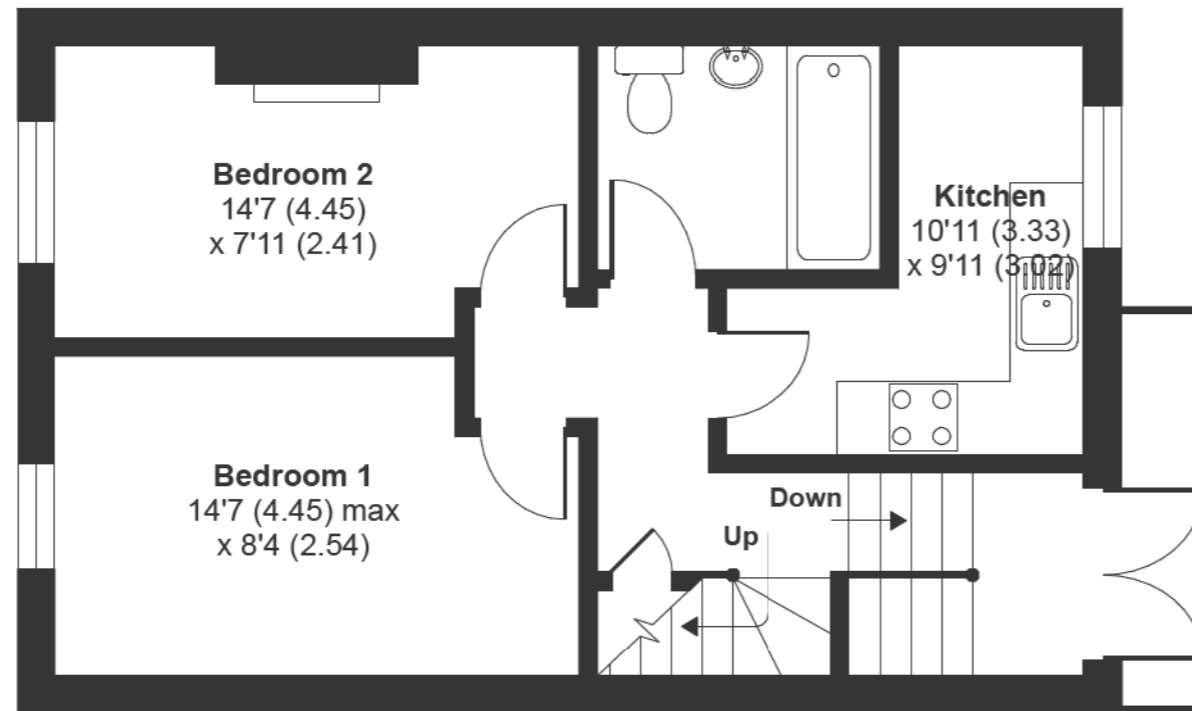 Bedroom 2
14'7 (4.45)
x 7'11 (2.41)
Kitchen
10'11 (3.33)
x 9'11 (3.02)
Bedroom 1
14'7 (4.45) max
x 8'4 (2.54)
Down
Up